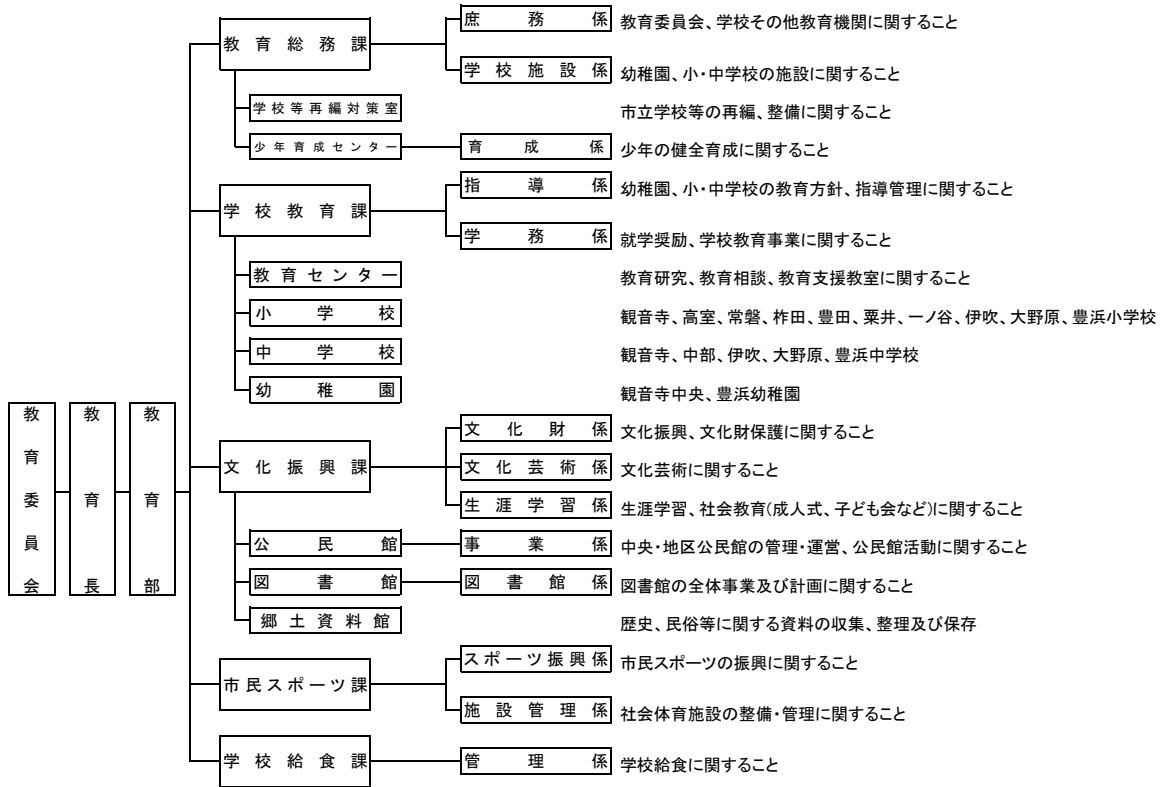 庶務係 教育委員会、学校その他教育機関に関すること
教育総務課
学校施設係 幼稚園、小・中学校の施設に関すること
学校等再編対策室 市立学校等の再編、整備に関すること
少年育成センター 育成係 少年の健全育成に関すること
指導係 幼稚園、小・中学校の教育方針、指導管理に関すること
学校教育課
学務係 就学奨励、学校教育事業に関すること
教育センター 教育研究、教育相談、教育支援教室に関すること
小学校 観音寺、高室、常磐、柞田、豊田、粟井、一ノ谷、伊吹、大野原、豊浜小学校
中学校 観音寺、中部、伊吹、大野原、豊浜中学校
幼稚園 観音寺中央、豊浜幼稚園
教育委員会
教育長
教育部
文化財係 文化振興、文化財保護に関すること
文化振興課 文化芸術係 文化芸術に関すること
生涯学習係 生涯学習、社会教育(成人式、子ども会など)に関すること
公民館 事業係 中央・地区公民館の管理・運営、公民館活動に関すること
図書館 図書館係 図書館の全体事業及び計画に関すること
郷土資料館 歴史、民俗等に関する資料の収集、整理及び保存
スポーツ振興係 市民スポーツの振興に関すること
市民スポーツ課
施設管理係 社会体育施設の整備・管理に関すること
学校給食課 管理係 学校給食に関すること